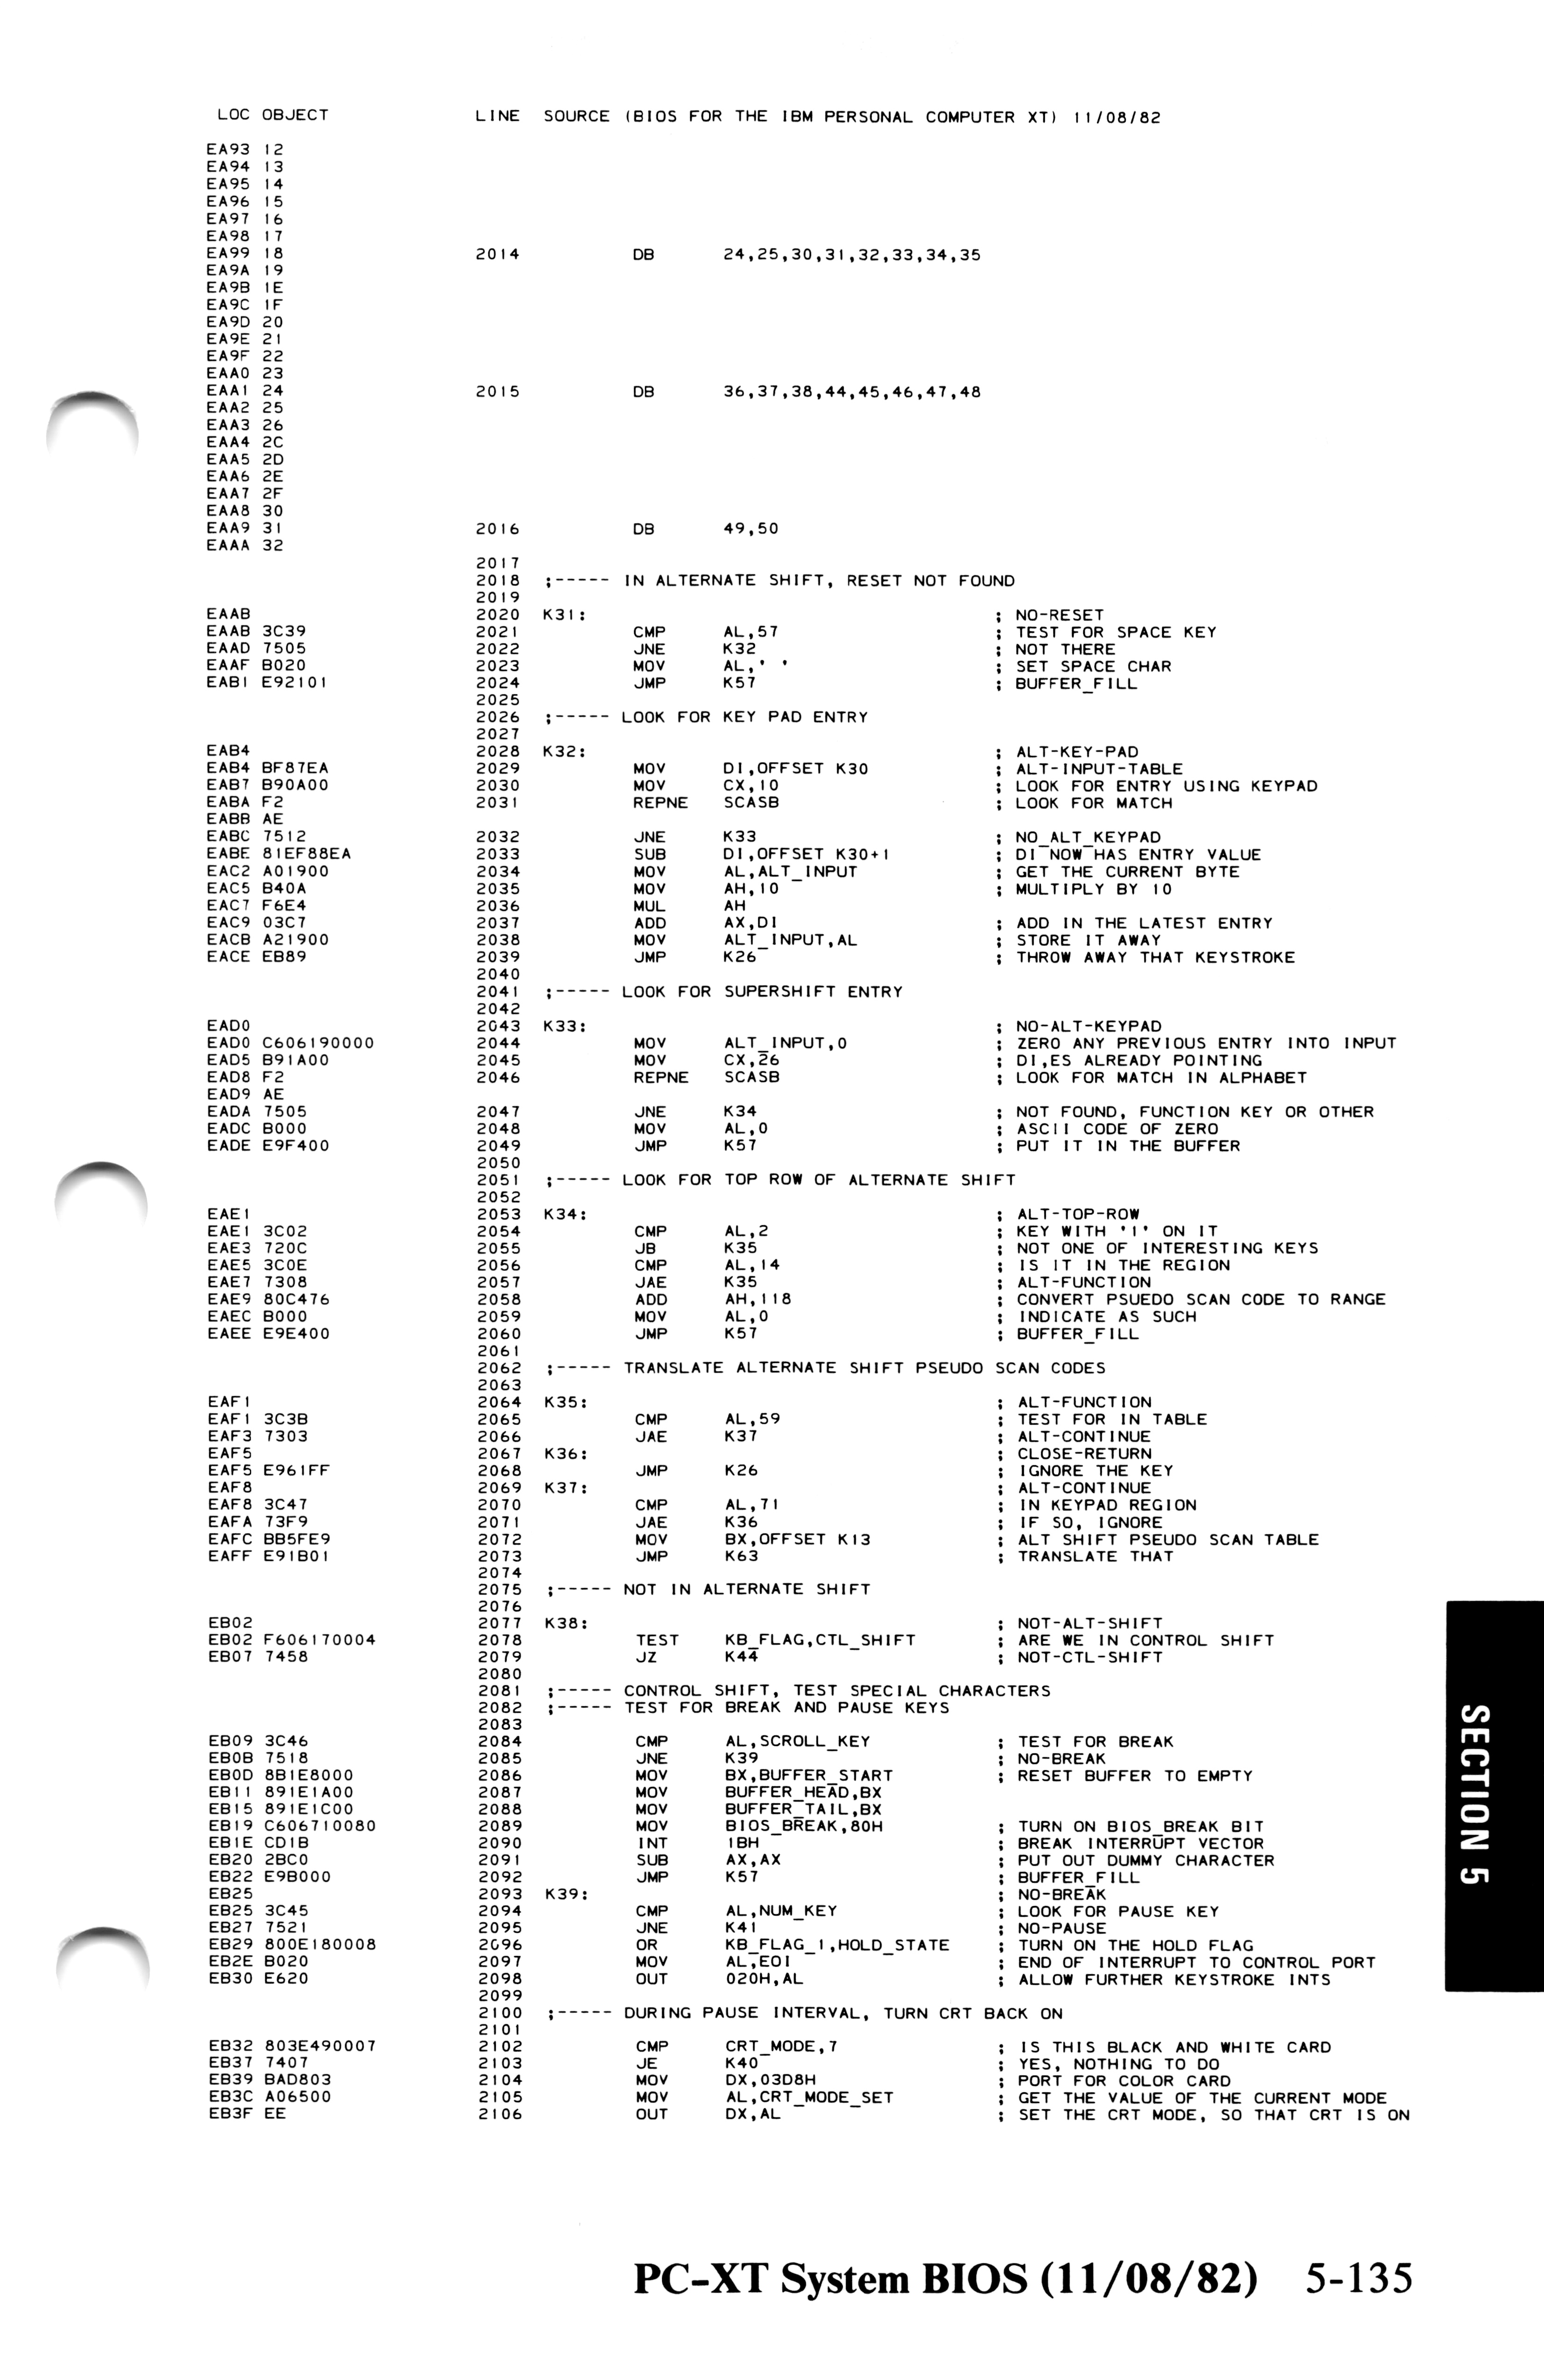 LOC OBJECT LINE SOURCE (BIOS FOR THE IBM PERSONAL COMPUTER XT) 11/08/82
EA93 12
EA94 13
EA95 14
EA96 15
EA97 16
EA98 17
EA99 18 2014 DB 24,25,30,31,32,33,34,35
EA9A 19
EA9B 1E
EA9C 1F
EA9D 20
EA9E 21
EA9F 22
EAA0 23
EAA1 24 2015 DB 36,37,38,44,45,46,47,48
EAA2 25
EAA3 26
EAA4 2C
EAA5 2D
EAA6 2E
EAA7 2F
EAA8 30
EAA9 31 2016 DB 49,50
EAAA 32
2017
2018 ;----- IN ALTERNATE SHIFT, RESET NOT FOUND
2019
EAAB 2020 K31: ; NO-RESET
EAAB 3C39 2021 CMP AL,57 ; TEST FOR SPACE KEY
EAAD 7505 2022 JNE K32 ; NOT THERE
EAAF B020 2023 MOV AL,' ' ; SET SPACE CHAR
EAB1 E92101 2024 JMP K57 ; BUFFER_FILL
2025
2026 ;----- LOOK FOR KEY PAD ENTRY
2027
EAB4 2028 K32: ; ALT-KEY-PAD
EAB4 BF87EA 2029 MOV DI,OFFSET K30 ; ALT-INPUT-TABLE
EAB7 B90A00 2030 MOV CX,10 ; LOOK FOR ENTRY USING KEYPAD
EABA F2 2031 REPNE SCASB ; LOOK FOR MATCH
EABB AE
EABC 7512 2032 JNE K33 ; NO_ALT_KEYPAD
EABE 81EF88EA 2033 SUB DI,OFFSET K30+1 ; DI NOW HAS ENTRY VALUE
EAC2 A01900 2034 MOV AL,ALT_INPUT ; GET THE CURRENT BYTE
EAC5 B40A 2035 MOV AH,10 ; MULTIPLY BY 10
EAC7 F6E4 2036 MUL AH
EAC9 03C7 2037 ADD AX,DI ; ADD IN THE LATEST ENTRY
EACB A21900 2038 MOV ALT_INPUT,AL ; STORE IT AWAY
EACE EB89 2039 JMP K26 ; THROW AWAY THAT KEYSTROKE
2040
2041 ;----- LOOK FOR SUPERSHIFT ENTRY
2042
EAD0 2043 K33: ; NO-ALT-KEYPAD
EAD0 C606190000 2044 MOV ALT_INPUT,0 ; ZERO ANY PREVIOUS ENTRY INTO INPUT
EAD5 B91A00 2045 MOV CX,26 ; DI,ES ALREADY POINTING
EAD8 F2 2046 REPNE SCASB ; LOOK FOR MATCH IN ALPHABET
EAD9 AE
EADA 7505 2047 JNE K34 ; NOT FOUND, FUNCTION KEY OR OTHER
EADC B000 2048 MOV AL,0 ; ASCII CODE OF ZERO
EADE E9F400 2049 JMP K57 ; PUT IT IN THE BUFFER
2050
2051 ;----- LOOK FOR TOP ROW OF ALTERNATE SHIFT
2052
EAE1 2053 K34: ; ALT-TOP-ROW
EAE1 3C02 2054 CMP AL,2 ; KEY WITH '1' ON IT
EAE3 720C 2055 JB K35 ; NOT ONE OF INTERESTING KEYS
EAE5 3C0E 2056 CMP AL,14 ; IS IT IN THE REGION
EAE7 7308 2057 JAE K35 ; ALT-FUNCTION
EAE9 80C476 2058 ADD AH,118 ; CONVERT PSUEDO SCAN CODE TO RANGE
EAEC B000 2059 MOV AL,0 ; INDICATE AS SUCH
EAEE E9E400 2060 JMP K57 ; BUFFER_FILL
2061
2062 ;----- TRANSLATE ALTERNATE SHIFT PSEUDO SCAN CODES
2063
EAF1 2064 K35: ; ALT-FUNCTION
EAF1 3C3B 2065 CMP AL,59 ; TEST FOR IN TABLE
EAF3 7303 2066 JAE K37 ; ALT-CONTINUE
EAF5 2067 K36: ; CLOSE-RETURN
EAF5 E961FF 2068 JMP K26 ; IGNORE THE KEY
EAF8 2069 K37: ; ALT-CONTINUE
EAF8 3C47 2070 CMP AL,71 ; IN KEYPAD REGION
EAFA 73F9 2071 JAE K36 ; IF SO, IGNORE
EAFC BB5FE9 2072 MOV BX,OFFSET K13 ; ALT SHIFT PSEUDO SCAN TABLE
EAFF E91B01 2073 JMP K63 ; TRANSLATE THAT
2074
2075 ;----- NOT IN ALTERNATE SHIFT
2076
EB02 2077 K38: ; NOT-ALT-SHIFT
EB02 F606170004 2078 TEST KB_FLAG,CTL_SHIFT ; ARE WE IN CONTROL SHIFT
EB07 7458 2079 JZ K44 ; NOT-CTL-SHIFT
2080
2081 ;----- CONTROL SHIFT, TEST SPECIAL CHARACTERS
2082 ;----- TEST FOR BREAK AND PAUSE KEYS
2083
EB09 3C46 2084 CMP AL,SCROLL_KEY ; TEST FOR BREAK
EB0B 7518 2085 JNE K39 ; NO-BREAK
EB0D 8B1E8000 2086 MOV BX,BUFFER_START ; RESET BUFFER TO EMPTY
EB11 891E1A00 2087 MOV BUFFER_HEAD,BX
EB15 891E1C00 2088 MOV BUFFER_TAIL,BX
EB19 C606710080 2089 MOV BIOS_BREAK,80H ; TURN ON BIOS_BREAK BIT
EB1E CD1B 2090 INT 1BH ; BREAK INTERRUPT VECTOR
EB20 2BC0 2091 SUB AX,AX ; PUT OUT DUMMY CHARACTER
EB22 E9B000 2092 JMP K57 ; BUFFER_FILL
EB25 2093 K39: ; NO-BREAK
EB25 3C45 2094 CMP AL,NUM_KEY ; LOOK FOR PAUSE KEY
EB27 7521 2095 JNE K41 ; NO-PAUSE
EB29 800E180008 2096 OR KB_FLAG_1,HOLD_STATE ; TURN ON THE HOLD FLAG
EB2E B020 2097 MOV AL,EOI ; END OF INTERRUPT TO CONTROL PORT
EB30 E620 2098 OUT 020H,AL ; ALLOW FURTHER KEYSTROKE INTS
2099
2100 ;----- DURING PAUSE INTERVAL, TURN CRT BACK ON
2101
EB32 803E490007 2102 CMP CRT_MODE,7 ; IS THIS BLACK AND WHITE CARD
EB37 7407 2103 JE K40 ; YES, NOTHING TO DO
EB39 BAD803 2104 MOV DX,03D8H ; PORT FOR COLOR CARD
EB3C A06500 2105 MOV AL,CRT_MODE_SET ; GET THE VALUE OF THE CURRENT MODE
EB3F EE 2106 OUT DX,AL ; SET THE CRT MODE, SO THAT CRT IS ON
SECTION 5
PC-XT System BIOS (11/08/82) 5-135